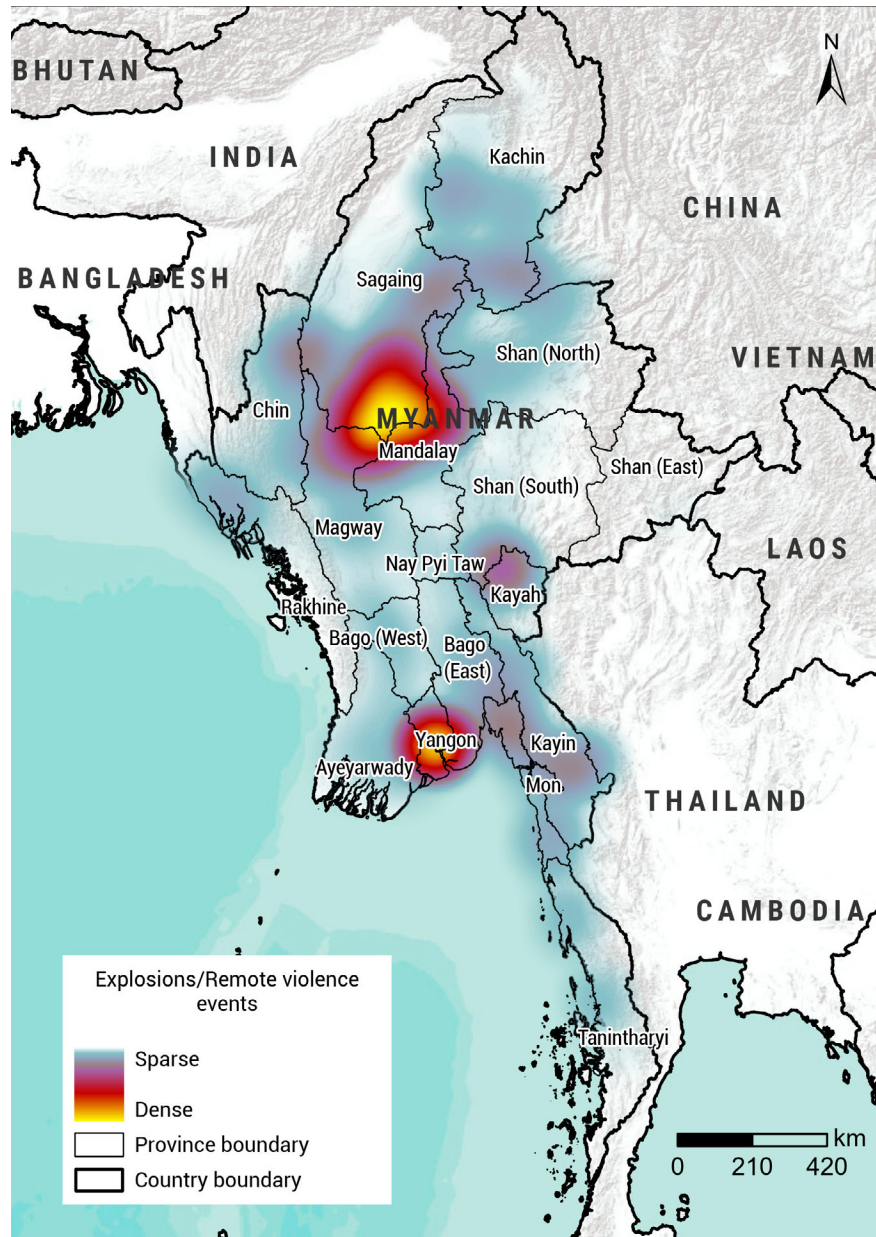 N
BHUTAN
INDIA
Kachin
CHINA
BANGLADESH
Sagaing
Shan (North)
VIETNAM
Chin
MYANMAR
Mandalay
Shan (East)
Shan (South)
Magway
LAOS
Nay Pyi Taw
Kayah
Rakhine
Bago (West)
Bago
(East)
Yangon
Kayin
Ayeyarwady
Mon
THAILAND
CAMBODIA
Tanintharyi
Explosions/Remote violence
events
Sparse
Dense
Province boundary
Country boundary
km
0 210 420